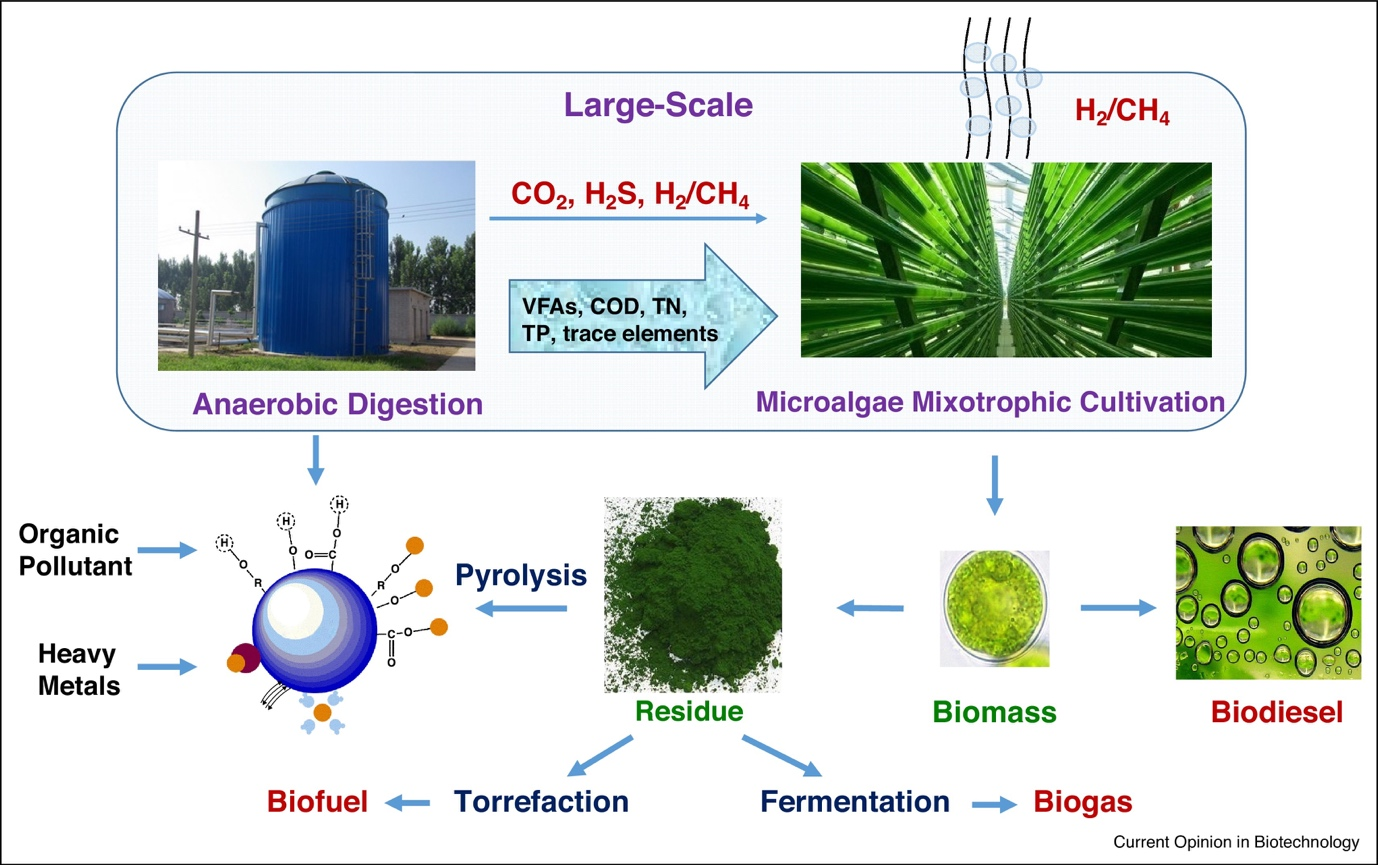 Large-Scale
H₂/CH₄
CO₂, H₂S, H₂/CH₄
VFAs, COD, TN,
TP, trace elements
Anaerobic Digestion
Microalgae Mixotrophic Cultivation
Organic
Pollutant
Heavy
Metals
H
O
R
H
O
H
O
O=C
R
O
O
C
O
O
Pyrolysis
Residue
Biomass
Biodiesel
Biofuel
Torrefaction
Fermentation
Biogas
Current Opinion in Biotechnology